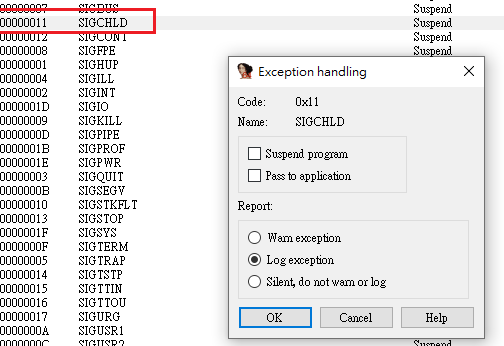 00000007 SIGBUS Suspend
00000011 SIGCHLD Suspend
00000012 SIGCONT Suspend
00000008 SIGFPE Suspend
00000001 SIGHUP
00000004 SIGILL
00000002 SIGINT
0000001D SIGIO
00000009 SIGKILL
0000000D SIGPIPE
0000001B SIGPROF
0000001E SIGPWR
00000003 SIGQUIT
0000000B SIGSEGV
00000010 SIGSTKFLT
00000013 SIGSTOP
0000001F SIGSYS
0000000F SIGTERM
00000005 SIGTRAP
00000014 SIGTSTP
00000015 SIGTTIN
00000016 SIGTTOU
00000017 SIGURG
0000000A SIGUSR1 Suspend
0000000C SIGUSR2 Suspend
Exception handling
Code: 0x11
Name: SIGCHLD
Suspend program
Pass to application
Report:
Warn exception
Log exception
Silent, do not warn or log
OK Cancel Help